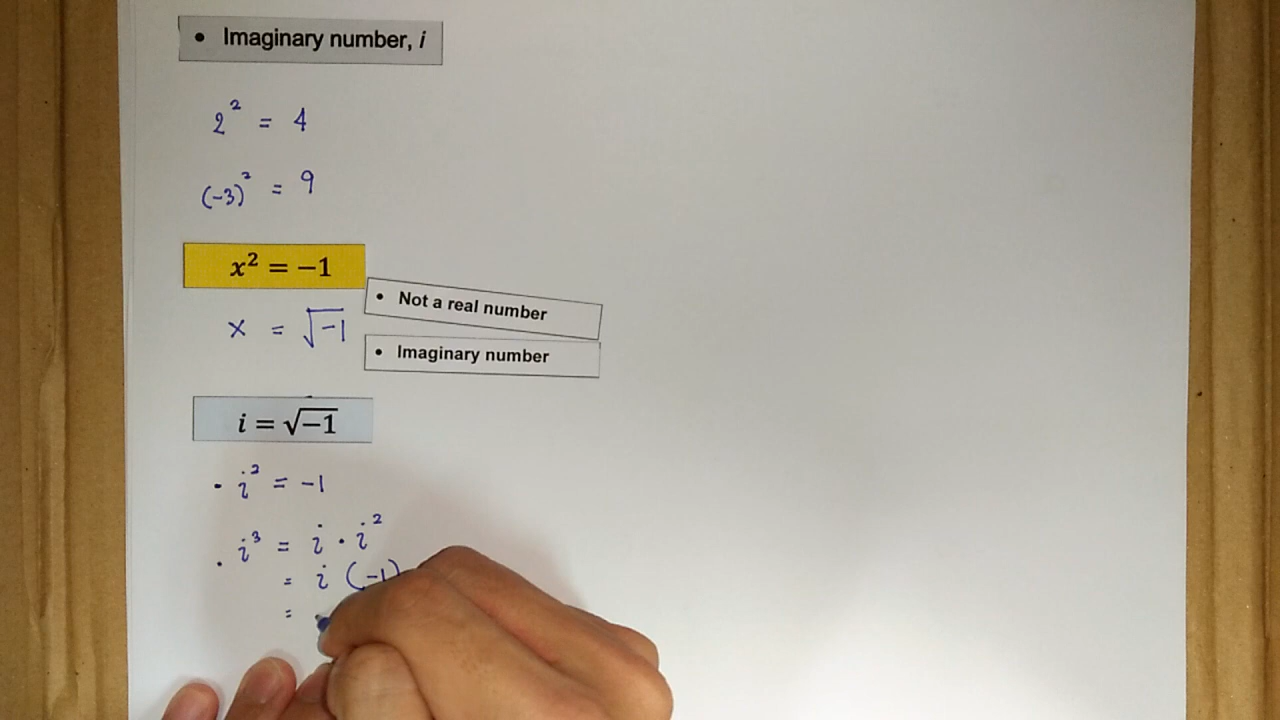 • Imaginary number, i
2² = 4
(-3)² = 9
x² = −1
• Not a real number
x = √-1
• Imaginary number
i = √−1
• i² = -1
• i³ = i · i²
= i (-1)
=